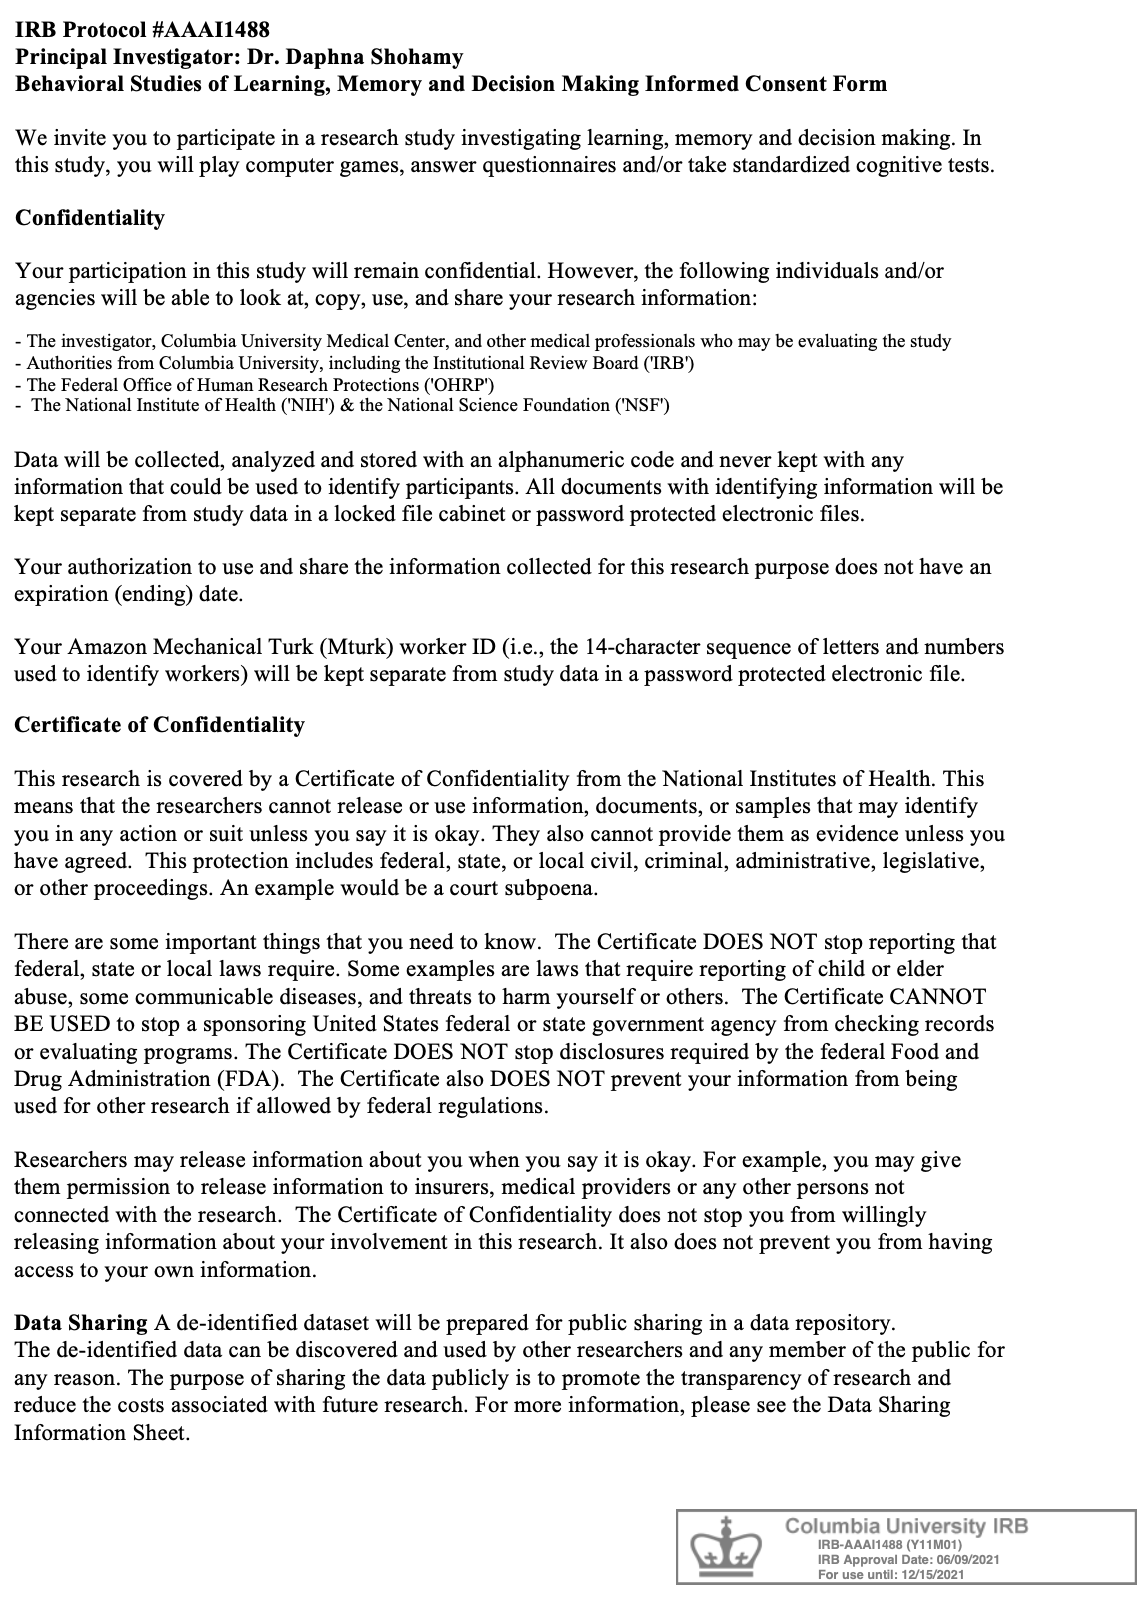 IRB Protocol #AAAI1488
Principal Investigator: Dr. Daphna Shohamy
Behavioral Studies of Learning, Memory and Decision Making Informed Consent Form
We invite you to participate in a research study investigating learning, memory and decision making. In
this study, you will play computer games, answer questionnaires and/or take standardized cognitive tests.
Confidentiality
Your participation in this study will remain confidential. However, the following individuals and/or
agencies will be able to look at, copy, use, and share your research information:
- The investigator, Columbia University Medical Center, and other medical professionals who may be evaluating the study
- Authorities from Columbia University, including the Institutional Review Board ('IRB')
- The Federal Office of Human Research Protections ('OHRP')
-  The National Institute of Health ('NIH') & the National Science Foundation ('NSF')
Data will be collected, analyzed and stored with an alphanumeric code and never kept with any
information that could be used to identify participants. All documents with identifying information will be
kept separate from study data in a locked file cabinet or password protected electronic files.
Your authorization to use and share the information collected for this research purpose does not have an
expiration (ending) date.
Your Amazon Mechanical Turk (Mturk) worker ID (i.e., the 14-character sequence of letters and numbers
used to identify workers) will be kept separate from study data in a password protected electronic file.
Certificate of Confidentiality
This research is covered by a Certificate of Confidentiality from the National Institutes of Health. This
means that the researchers cannot release or use information, documents, or samples that may identify
you in any action or suit unless you say it is okay. They also cannot provide them as evidence unless you
have agreed.  This protection includes federal, state, or local civil, criminal, administrative, legislative,
or other proceedings. An example would be a court subpoena.
There are some important things that you need to know.  The Certificate DOES NOT stop reporting that
federal, state or local laws require. Some examples are laws that require reporting of child or elder
abuse, some communicable diseases, and threats to harm yourself or others.  The Certificate CANNOT
BE USED to stop a sponsoring United States federal or state government agency from checking records
or evaluating programs. The Certificate DOES NOT stop disclosures required by the federal Food and
Drug Administration (FDA).  The Certificate also DOES NOT prevent your information from being
used for other research if allowed by federal regulations.
Researchers may release information about you when you say it is okay. For example, you may give
them permission to release information to insurers, medical providers or any other persons not
connected with the research.  The Certificate of Confidentiality does not stop you from willingly
releasing information about your involvement in this research. It also does not prevent you from having
access to your own information.
Data Sharing A de-identified dataset will be prepared for public sharing in a data repository.
The de-identified data can be discovered and used by other researchers and any member of the public for
any reason. The purpose of sharing the data publicly is to promote the transparency of research and
reduce the costs associated with future research. For more information, please see the Data Sharing
Information Sheet.
Columbia University IRB
IRB-AAAI1488 (Y11M01)
IRB Approval Date: 06/09/2021
For use until: 12/15/2021